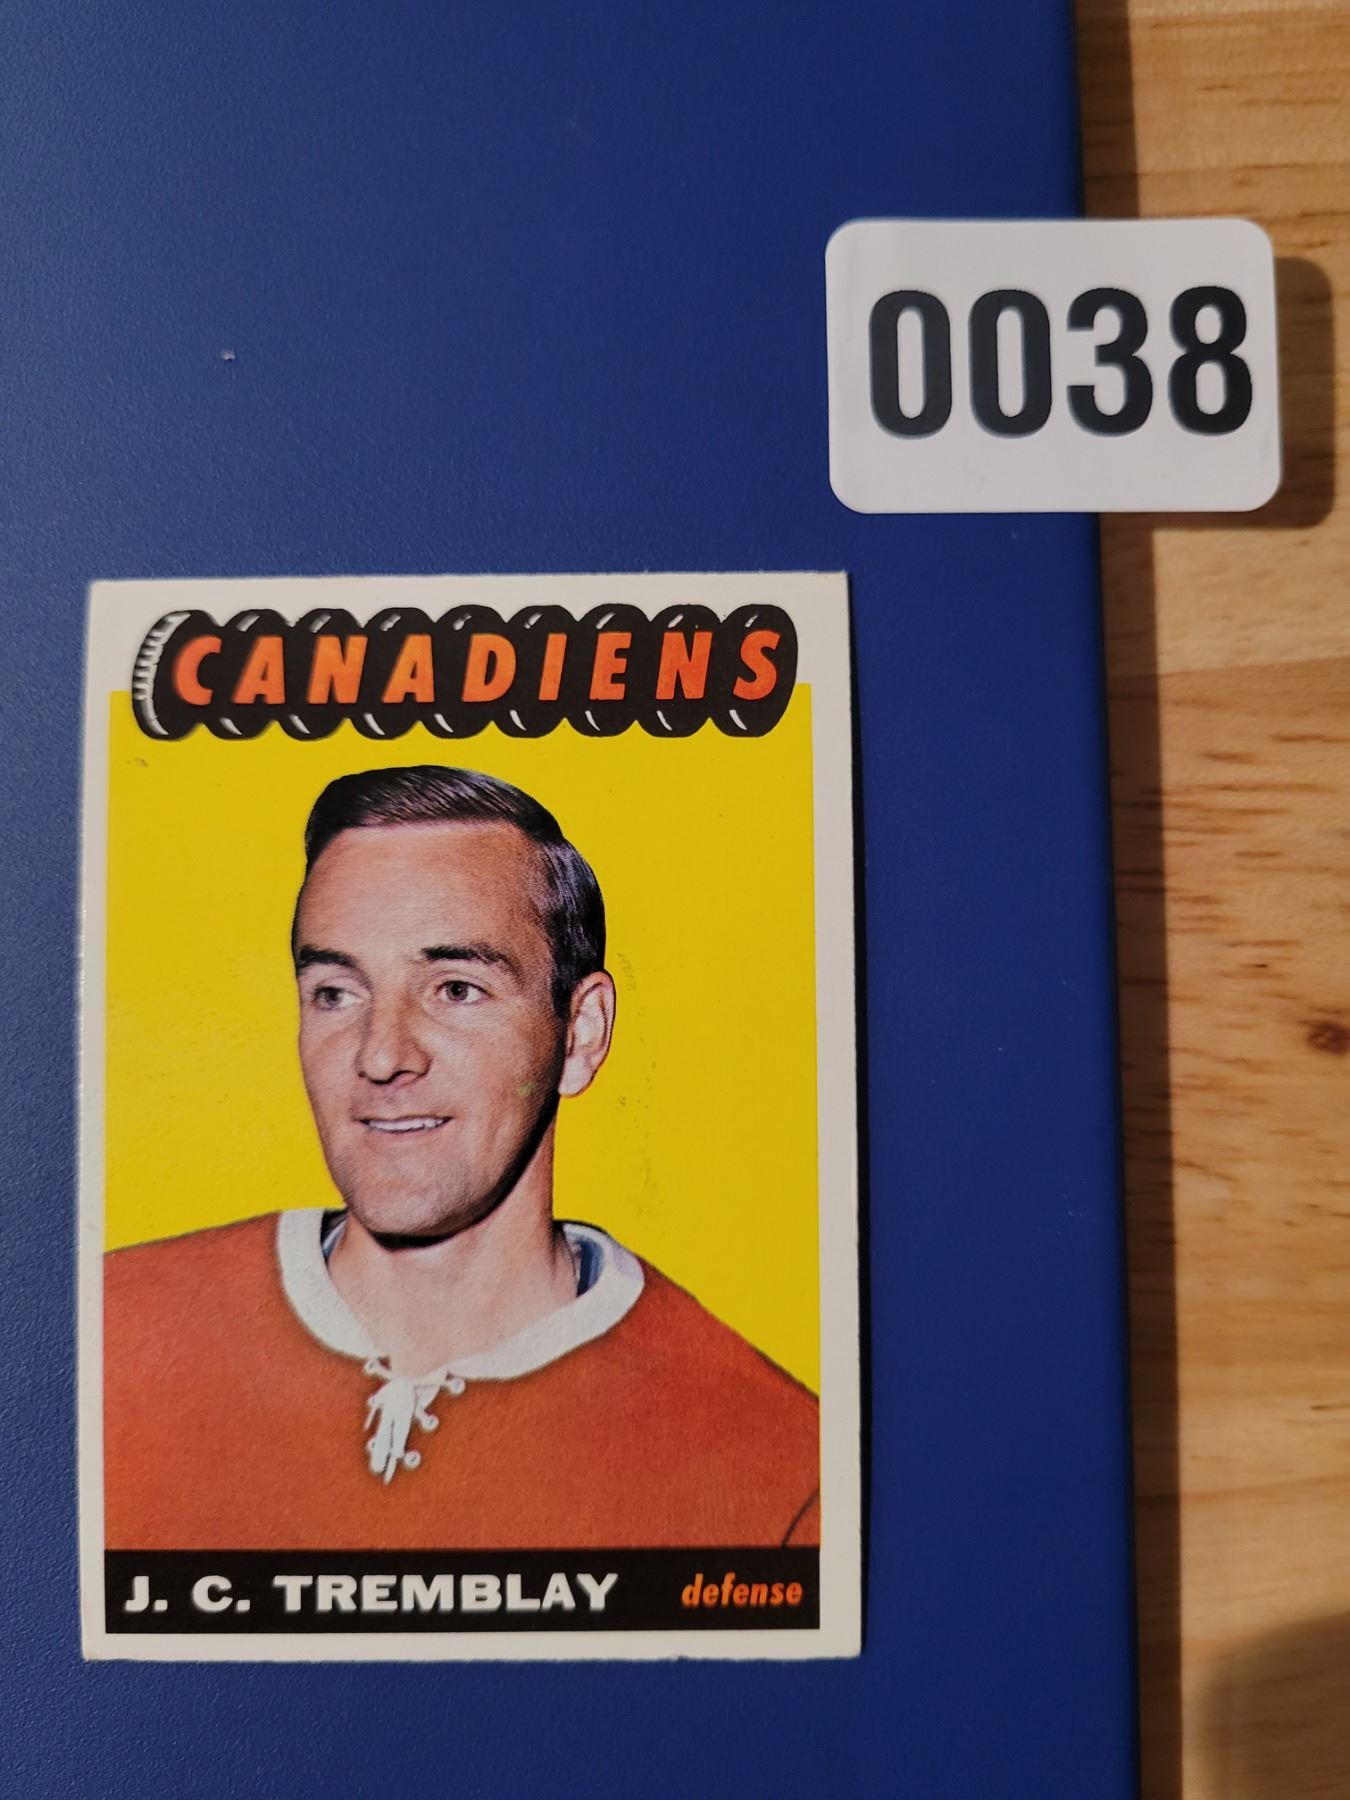 0038
CANADIENS
J. C. TREMBLAY defense